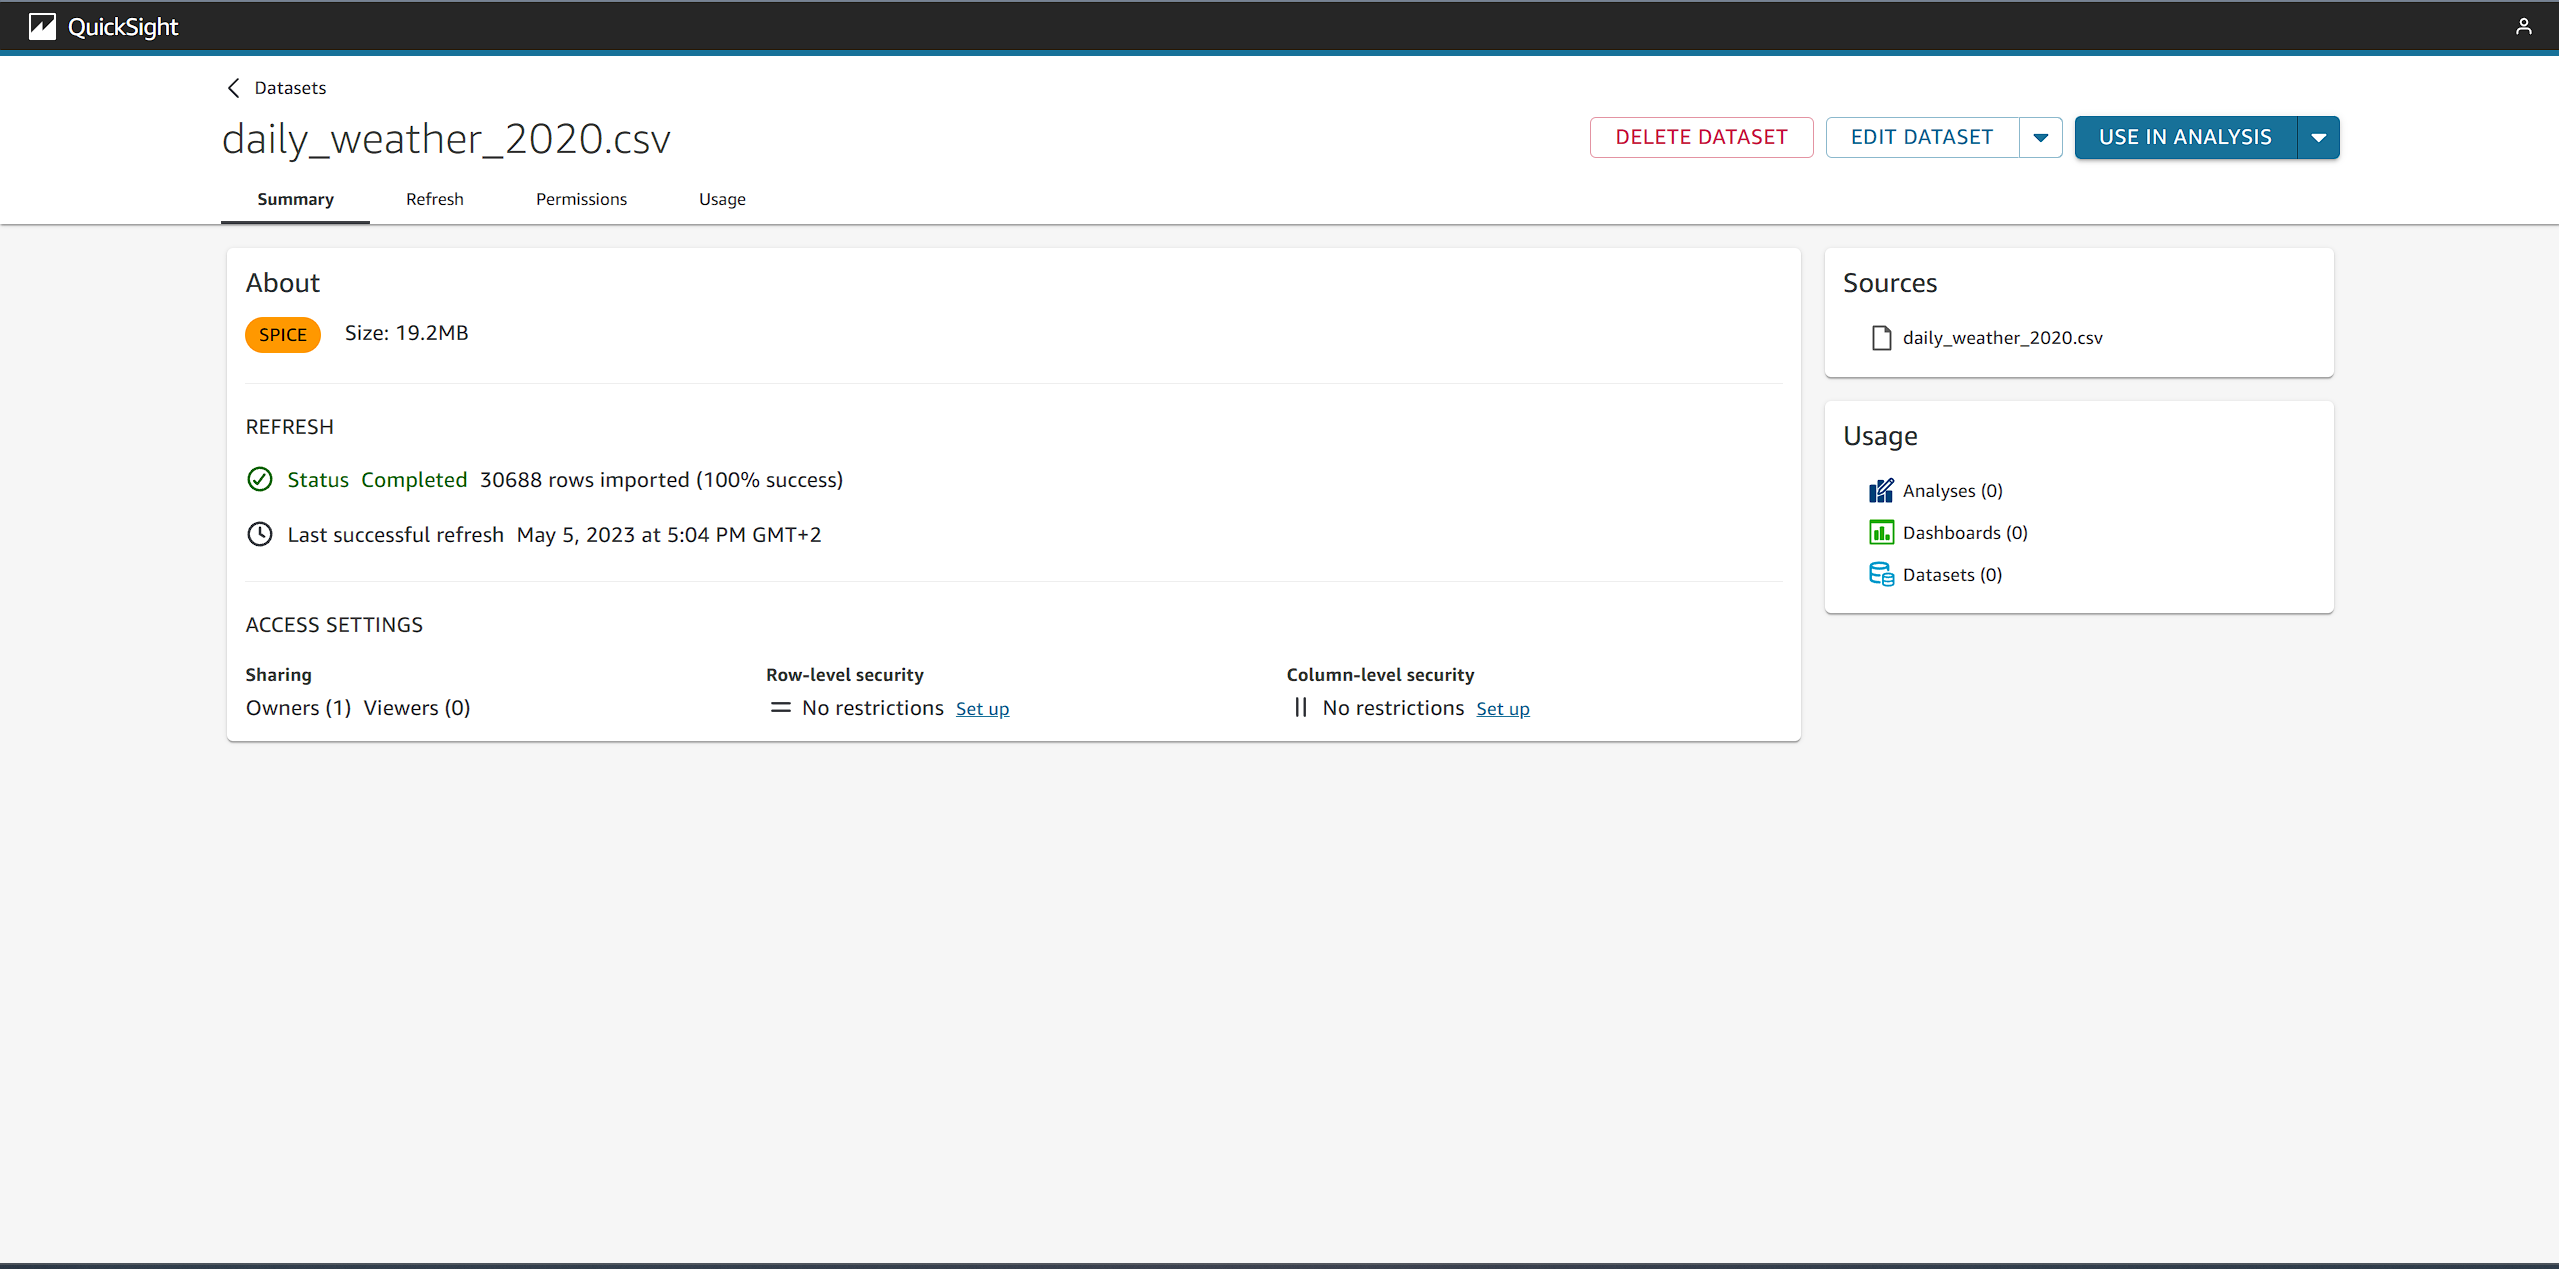 QuickSight
Datasets
daily_weather_2020.csv
DELETE DATASET
EDIT DATASET
USE IN ANALYSIS
Summary
Refresh
Permissions
Usage
About
SPICE Size: 19.2MB
REFRESH
Status Completed 30688 rows imported (100% success)
Last successful refresh May 5, 2023 at 5:04 PM GMT+2
ACCESS SETTINGS
Sharing
Owners (1) Viewers (0)
Row-level security
No restrictions Set up
Column-level security
No restrictions Set up
Sources
daily_weather_2020.csv
Usage
Analyses (0)
Dashboards (0)
Datasets (0)